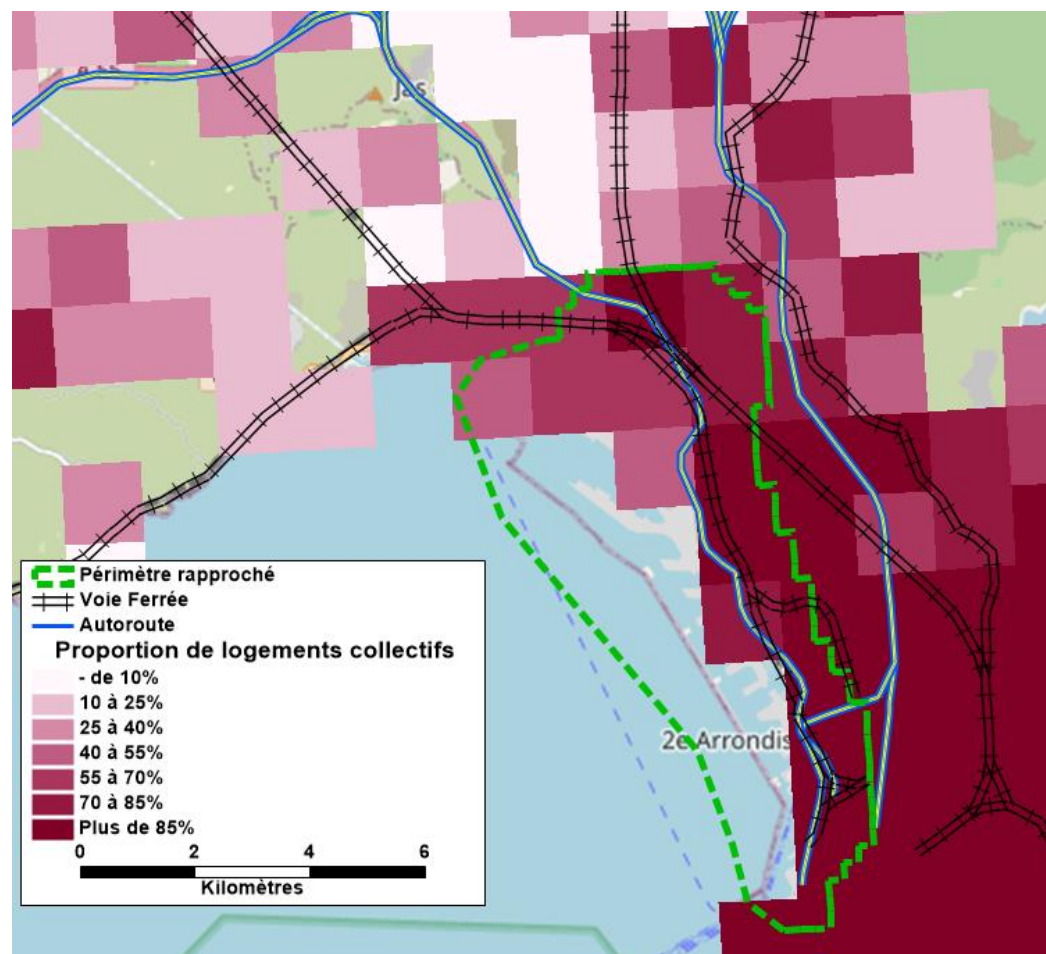 Jas
Périmètre rapproché
Voie Ferrée
Autoroute
Proportion de logements collectifs
- de 10%
10 à 25%
25 à 40%
40 à 55%
55 à 70%
70 à 85%
Plus de 85%
0 2 4 6
Kilomètres
2e Arrondis